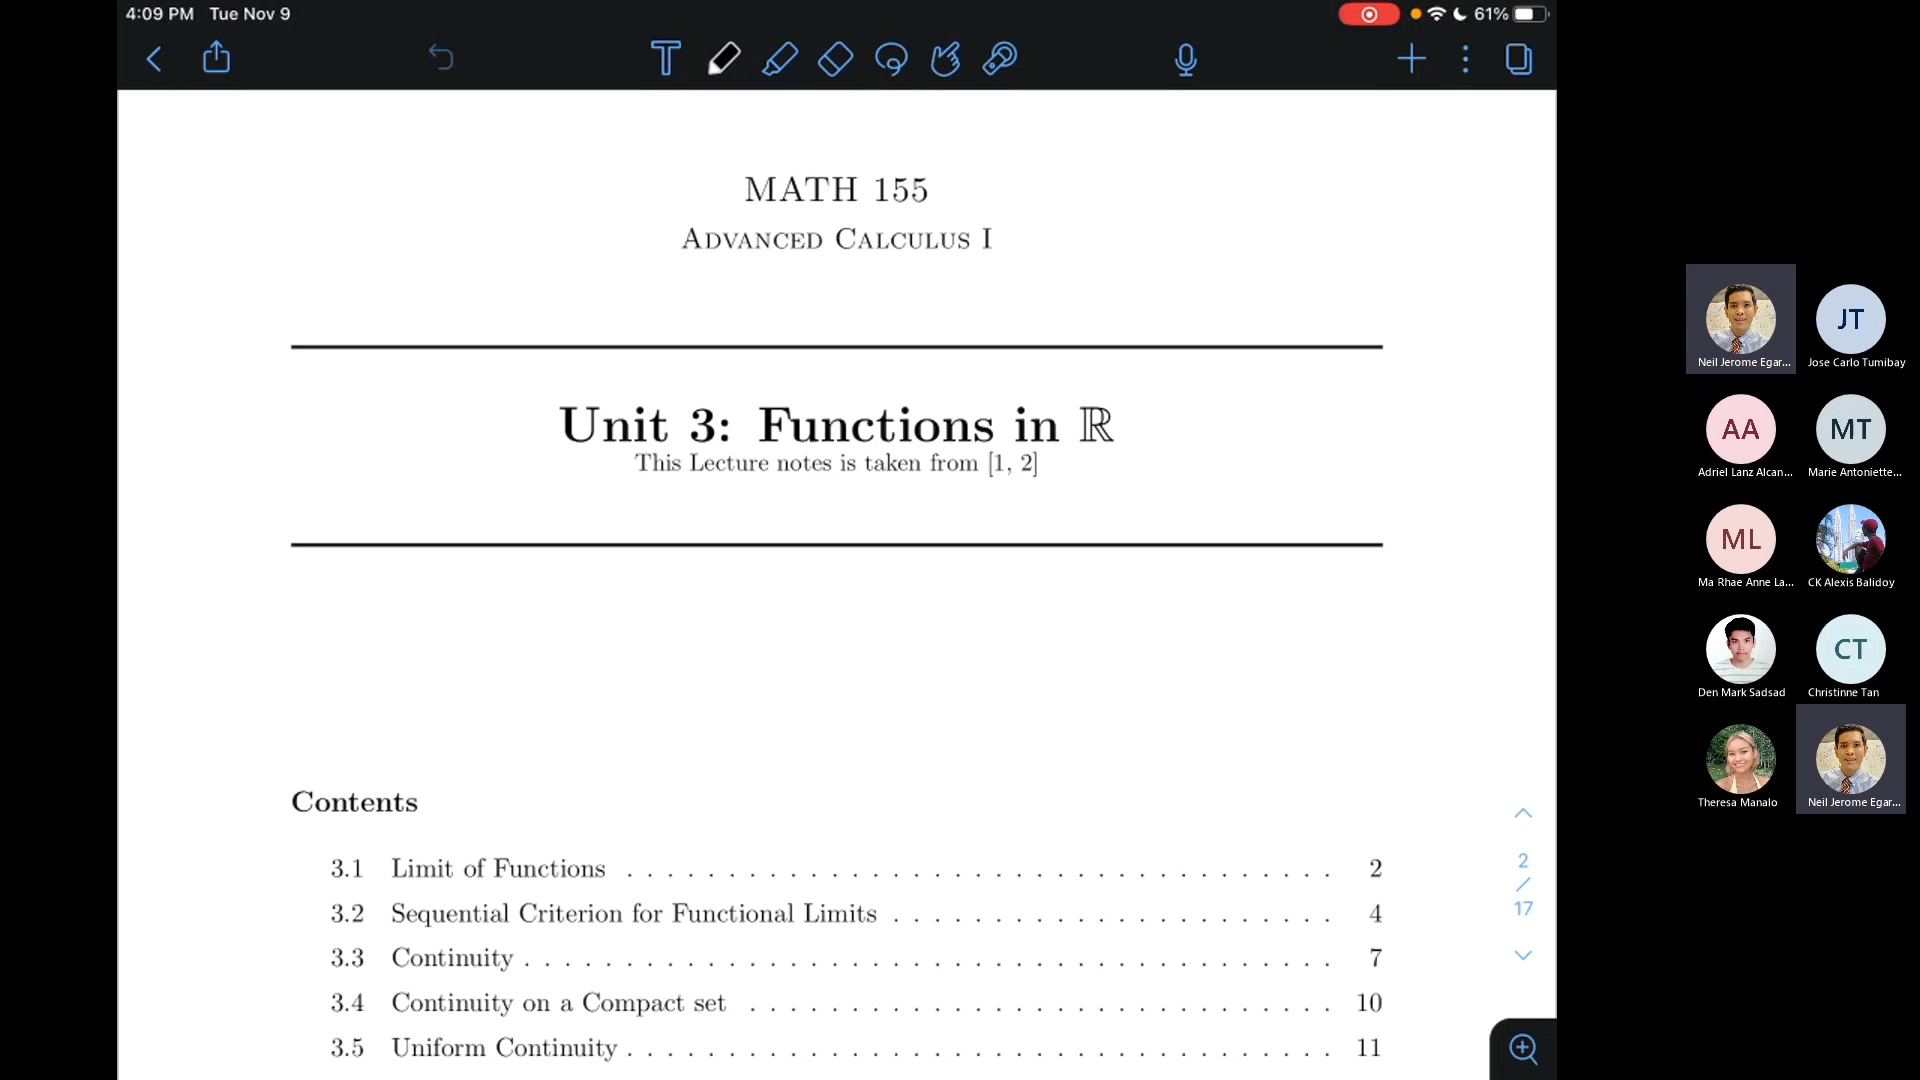 4:09 PM Tue Nov 9
61%
MATH 155
ADVANCED CALCULUS I
Unit 3: Functions in ℝ
This Lecture notes is taken from [1, 2]
Contents
3.1 Limit of Functions . . . . . . . . . . . . . . . . . . . . . . . . . . . 2
3.2 Sequential Criterion for Functional Limits . . . . . . . . . . . . . . . . . 4
3.3 Continuity . . . . . . . . . . . . . . . . . . . . . . . . . . . . . . 7
3.4 Continuity on a Compact set . . . . . . . . . . . . . . . . . . . . . . 10
3.5 Uniform Continuity . . . . . . . . . . . . . . . . . . . . . . . . . . . 11
2
/
17
Neil Jerome Egar...
JT
Jose Carlo Tumibay
AA
Adriel Lanz Alcan...
MT
Marie Antoniette...
ML
Ma Rhae Anne La...
CK Alexis Balidoy
Den Mark Sadsad
CT
Christinne Tan
Theresa Manalo
Neil Jerome Egar...